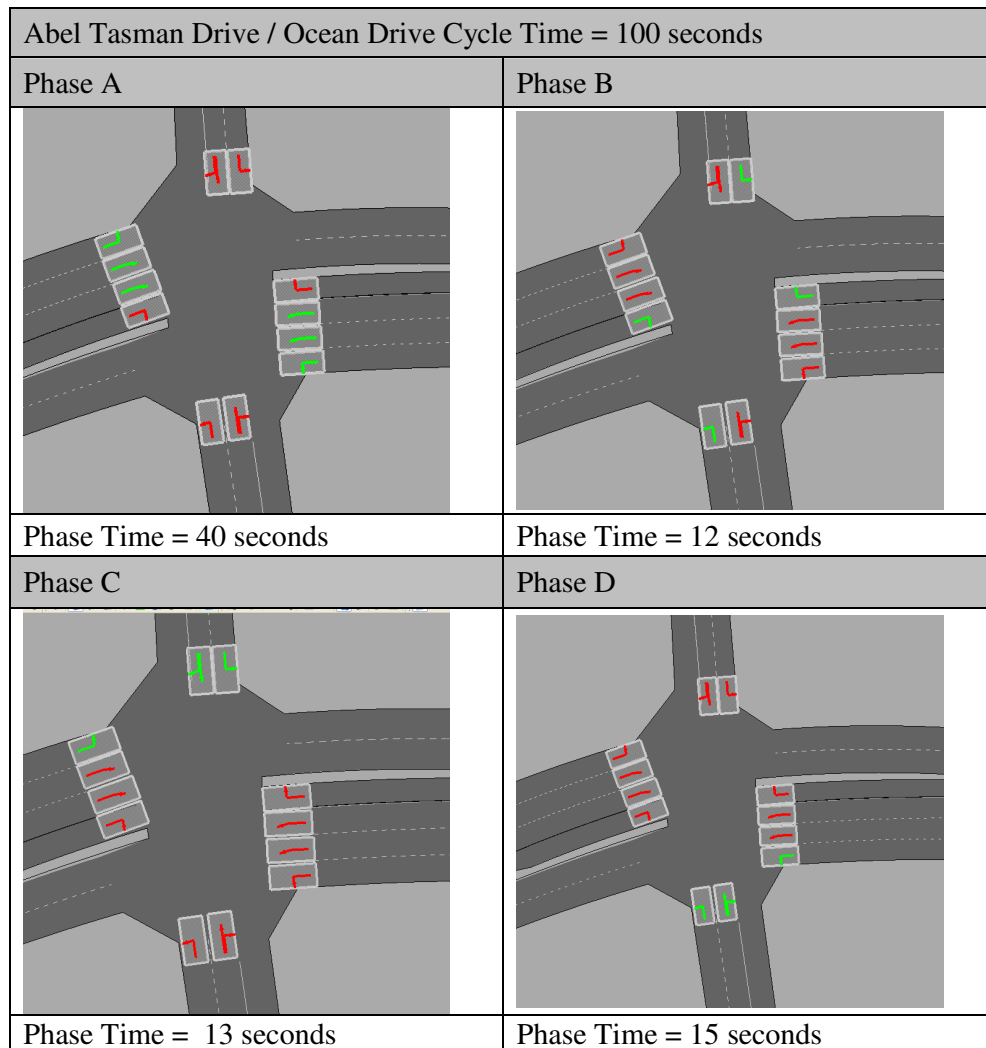 Abel Tasman Drive / Ocean Drive Cycle Time = 100 seconds
Phase A
Phase B
Phase Time = 40 seconds
Phase Time = 12 seconds
Phase C
Phase D
Phase Time = 13 seconds
Phase Time = 15 seconds